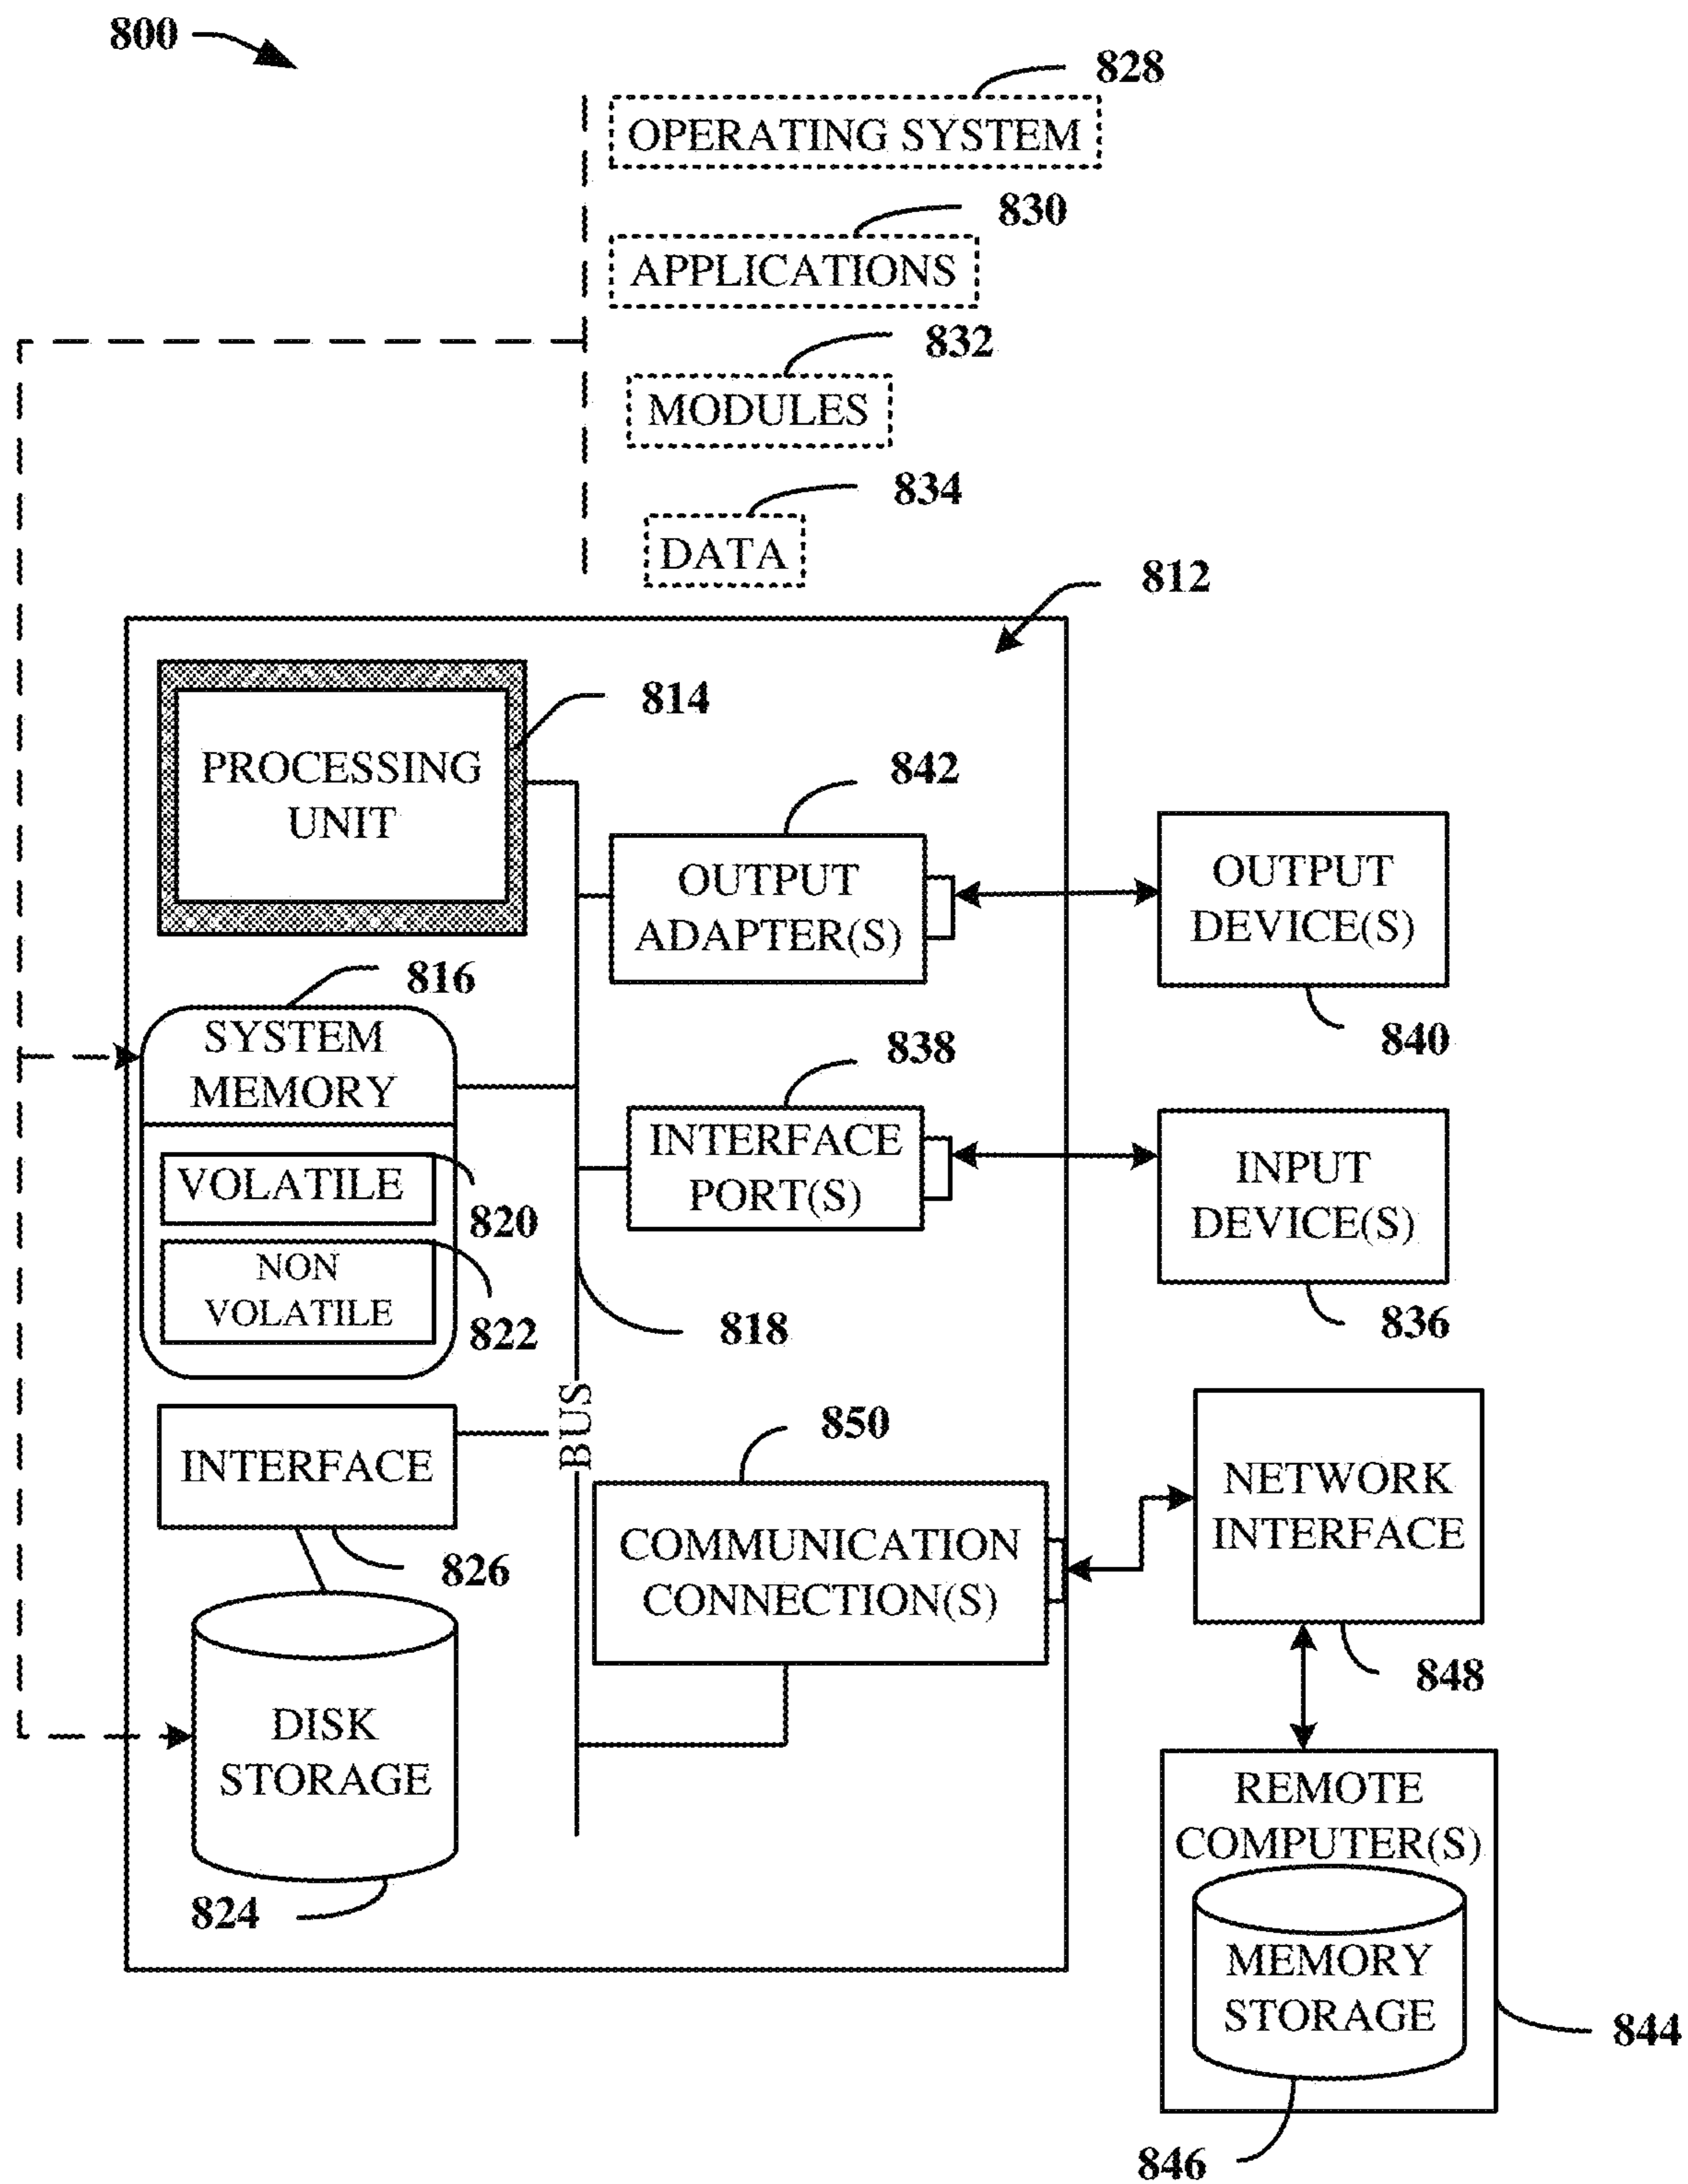 800
828
OPERATING SYSTEM
830
APPLICATIONS
832
MODULES
834
DATA
812
PROCESSING
UNIT
814
842
OUTPUT
ADAPTER(S)
OUTPUT
DEVICE(S)
840
816
SYSTEM
MEMORY
VOLATILE
820
NON
VOLATILE
822
838
INTERFACE
PORT(S)
INPUT
DEVICE(S)
836
818
BUS
INTERFACE
826
850
COMMUNICATION
CONNECTION(S)
NETWORK
INTERFACE
848
DISK
STORAGE
824
REMOTE
COMPUTER(S)
MEMORY
STORAGE
844
846